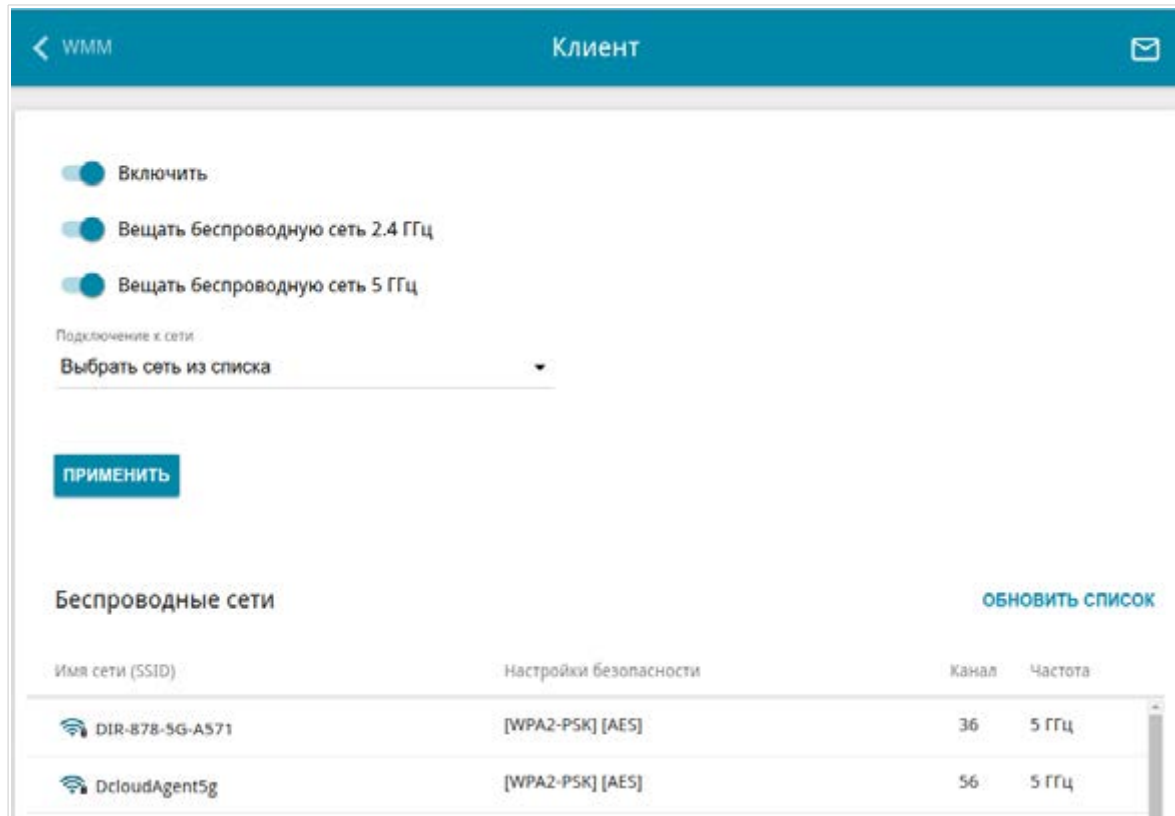 WMM Клиент
Включить
Вещать беспроводную сеть 2.4 ГГц
Вещать беспроводную сеть 5 ГГц
Подключение к сети
Выбрать сеть из списка
ПРИМЕНИТЬ
Беспроводные сети ОБНОВИТЬ СПИСОК
Имя сети (SSID) Настройки безопасности Канал Частота
DIR-878-5G-A571 [WPA2-PSK] [AES] 36 5 ГГц
DcloudAgent5g [WPA2-PSK] [AES] 56 5 ГГц